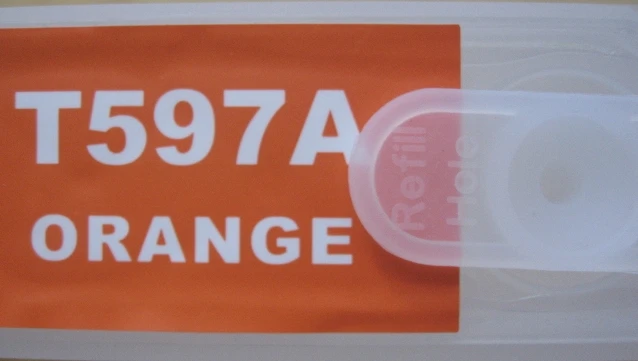 T597A
ORANGE
Refill
Hole